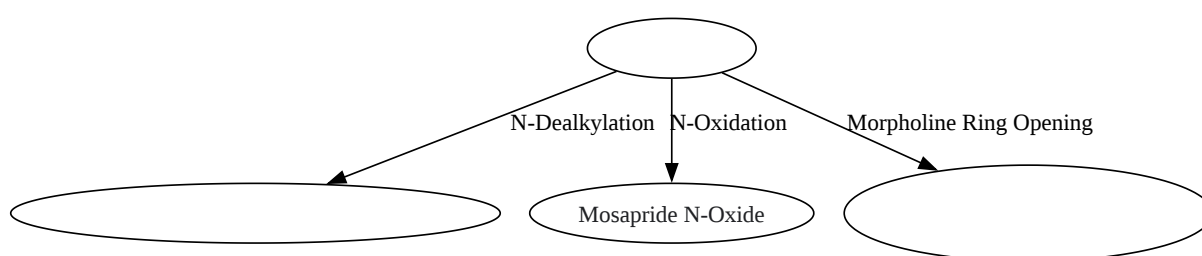 N-Dealkylation
N-Oxidation
Morpholine Ring Opening
Mosapride N-Oxide